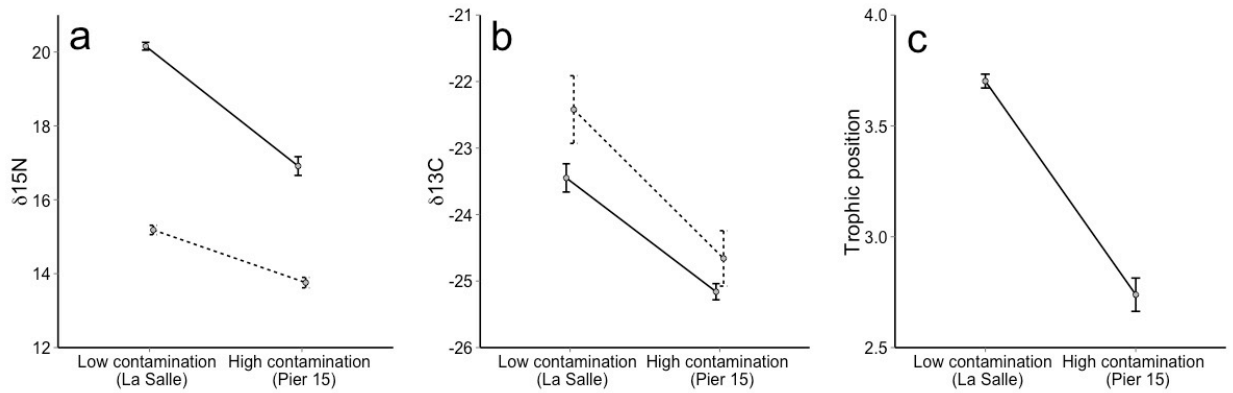 a
δ15N
20
18
16
14
12
Low contamination
(La Salle)
High contamination
(Pier 15)
b
δ13C
-21
-22
-23
-24
-25
-26
Low contamination
(La Salle)
High contamination
(Pier 15)
c
Trophic position
4.0
3.5
3.0
2.5
Low contamination
(La Salle)
High contamination
(Pier 15)